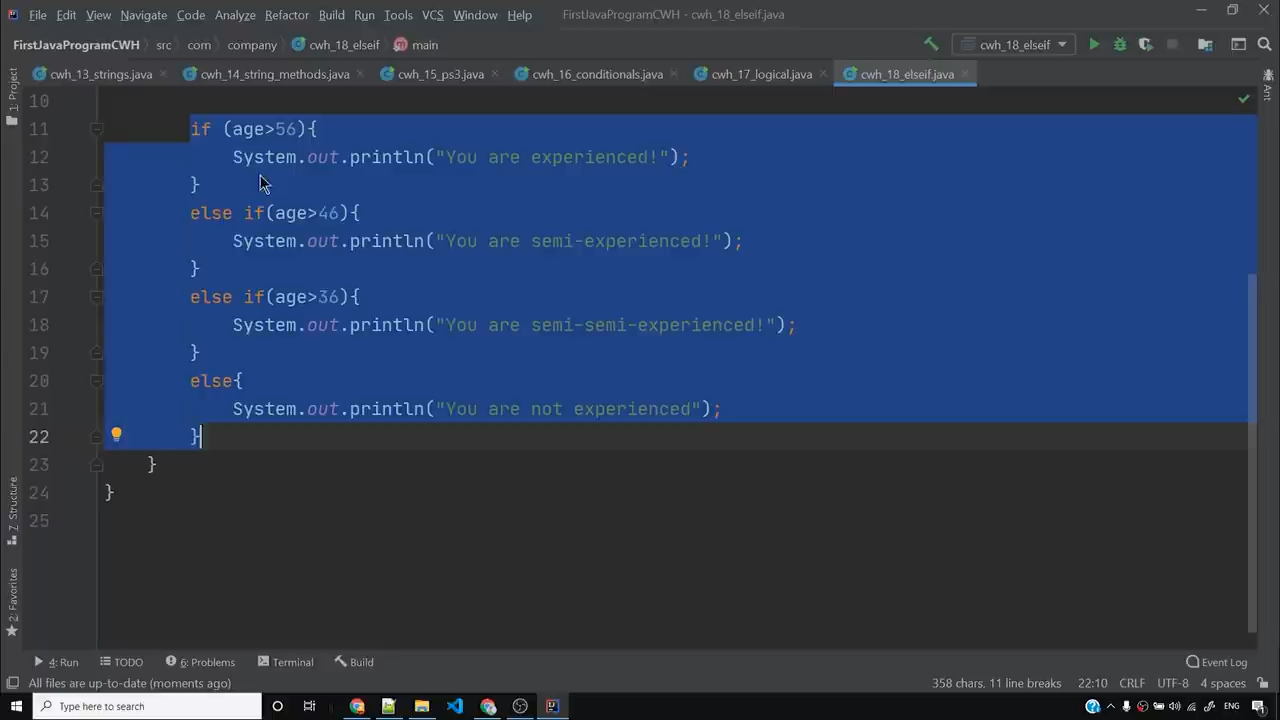 File Edit View Navigate Code Analyze Refactor Build Run Tools VCS Window Help FirstJavaProgramCWH - cwh_18_elseif.java
FirstJavaProgramCWH src com company cwh_18_elseif main cwh_18_elseif
cwh_13_strings.java cwh_14_string_methods.java cwh_15_ps3.java cwh_16_conditionals.java cwh_17_logical.java cwh_18_elseif.java
1: Project
Ant
10
11 if (age>56){
12 System.out.println("You are experienced!");
13 }
14 else if(age>46){
15 System.out.println("You are semi-experienced!");
16 }
17 else if(age>36){
18 System.out.println("You are semi-semi-experienced!");
19 }
20 else{
21 System.out.println("You are not experienced");
22 }
23 }
24 }
25
Z: Structure
2: Favorites
4: Run TODO 6: Problems Terminal Build Event Log
All files are up-to-date (moments ago) 358 chars, 11 line breaks 22:10 CRLF UTF-8 4 spaces
Type here to search ENG